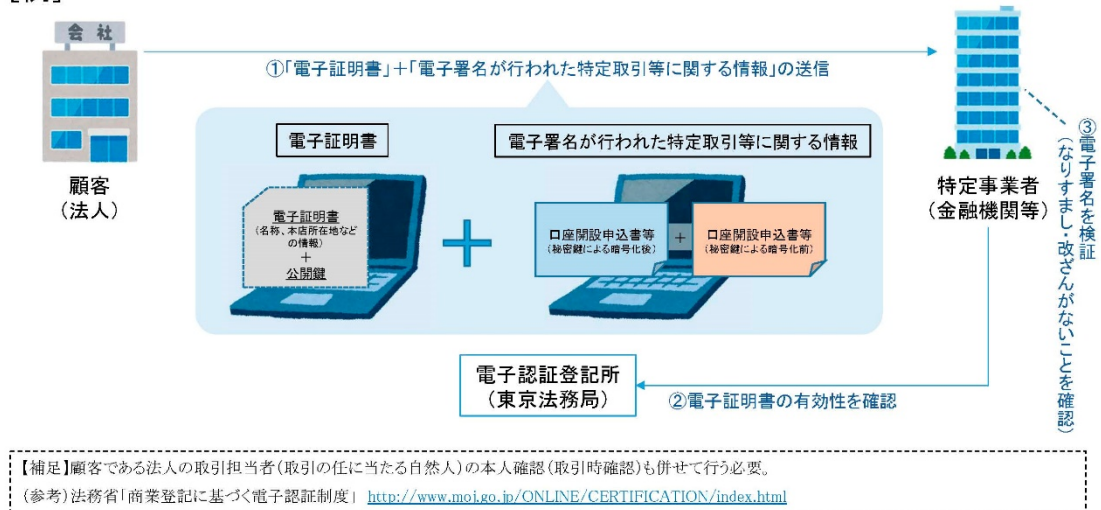 会 社
①「電子証明書」+「電子署名が行われた特定取引等に関する情報」の送信
電子証明書
電子署名が行われた特定取引等に関する情報
電子証明書
(名称、本店所在地など
の情報)
+
公開鍵
+
口座開設申込書等
(秘密鍵による暗号化後)
+
口座開設申込書等
(秘密鍵による暗号化前)
顧客
(法人)
特定事業者
(金融機関等)
③電子署名を検証
(なりすまし・改ざんがないことを確認)
電子認証登記所
(東京法務局)
②電子証明書の有効性を確認
【補足】顧客である法人の取引担当者(取引の任に当たる自然人)の本人確認(取引時確認)も併せて行う必要。
(参考)法務省「商業登記に基づく電子認証制度」 http://www.moj.go.jp/ONLINE/CERTIFICATION/index.html